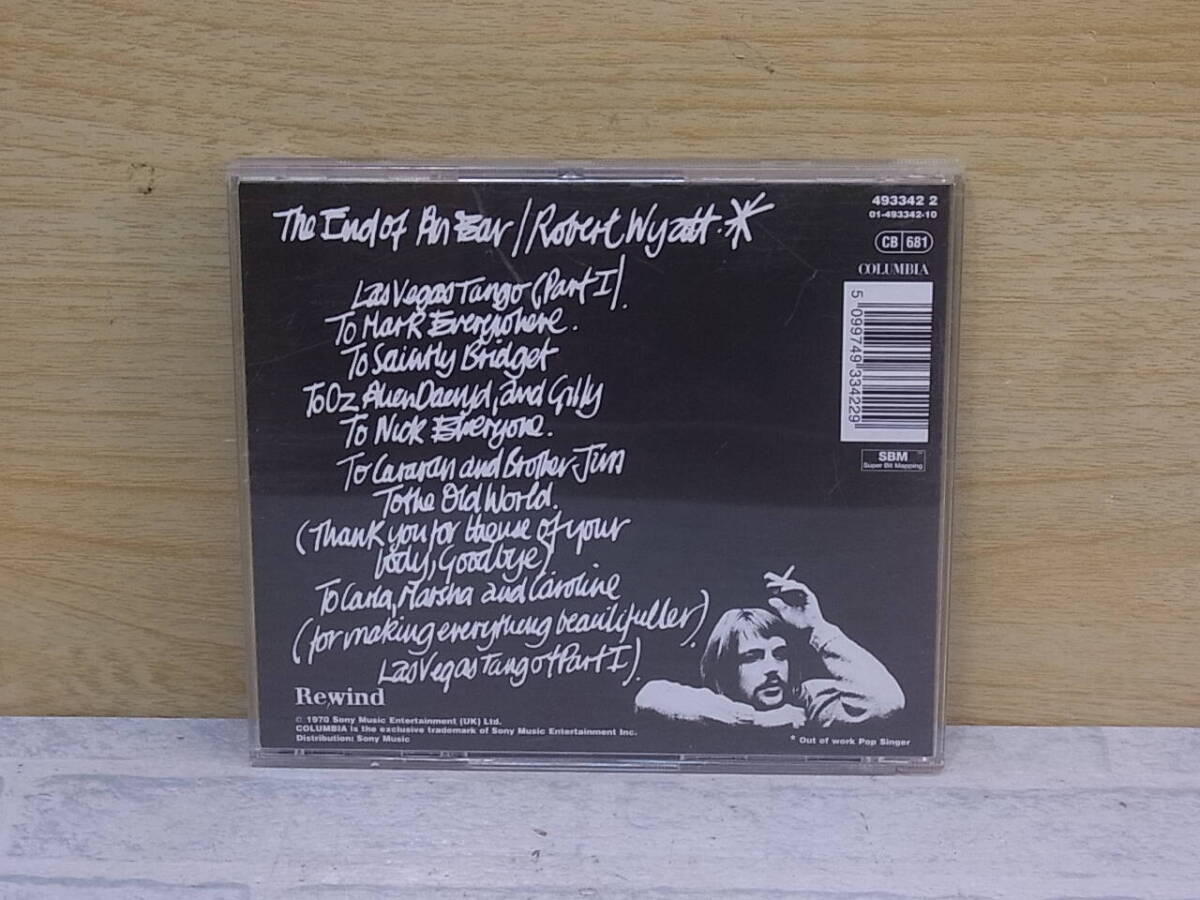 The End of An Ear / Robert Wyatt *
493342 2
01-493342-10
CB 681
COLUMBIA
5 099749 334229
SBM
Super Bit Mapping
Las Vegas Tango (Part I).
To Mark Everywhere.
To Saintly Bridget
To Oz Alien Daevyd, and Gilly
To Nick Everyone.
To Caravan and Brother Jim
To the Old World.
(Thank you for the use of your
body, Goodbye)
To Carla, Marsha and Caroline
(for making everything beautifuller).
Las Vegas Tango (Part I).
Rewind
© 1970 Sony Music Entertainment (UK) Ltd.
COLUMBIA is the exclusive trademark of Sony Music Entertainment Inc.
Distribution: Sony Music
* Out of work Pop Singer